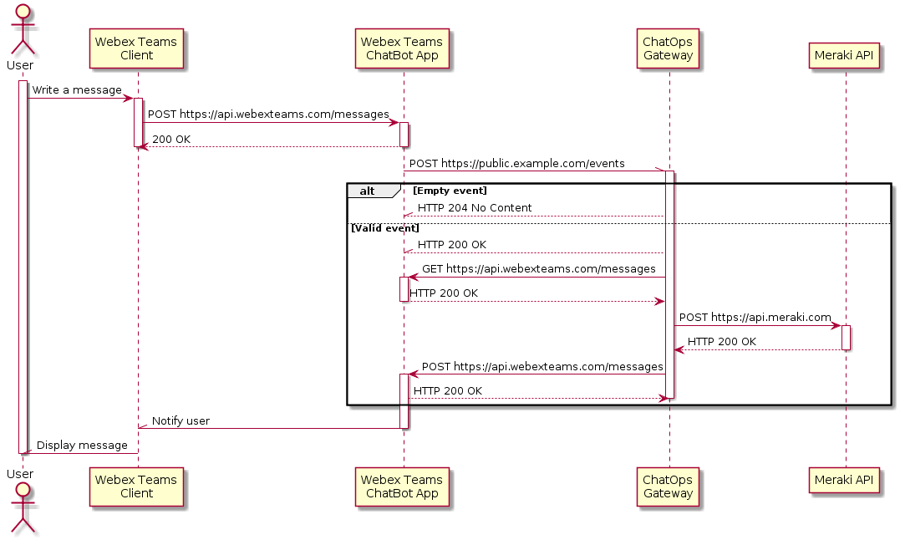 User
Webex Teams
Client
Webex Teams
ChatBot App
ChatOps
Gateway
Meraki API
Write a message
POST https://api.webexteams.com/messages
200 OK
POST https://public.example.com/events
alt [Empty event]
HTTP 204 No Content
[Valid event]
HTTP 200 OK
GET https://api.webexteams.com/messages
HTTP 200 OK
POST https://api.meraki.com
HTTP 200 OK
POST https://api.webexteams.com/messages
HTTP 200 OK
Notify user
Display message
User
Webex Teams
Client
Webex Teams
ChatBot App
ChatOps
Gateway
Meraki API